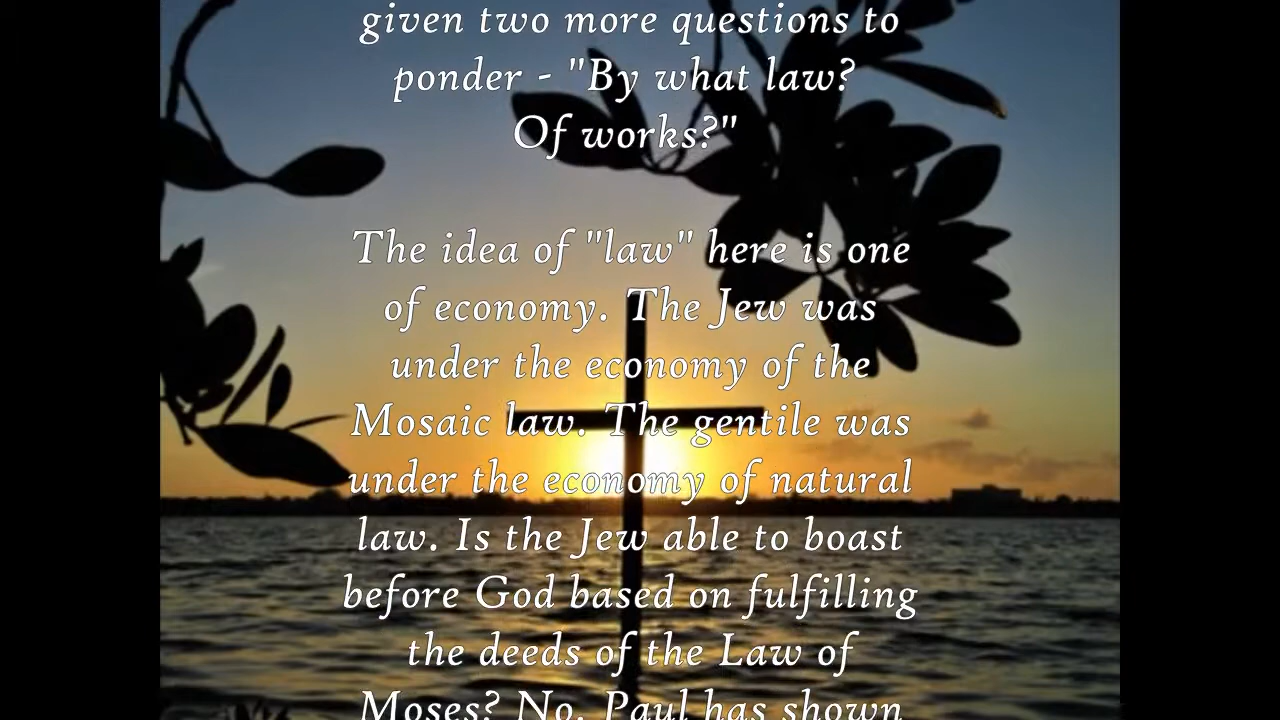 given two more questions to
ponder - "By what law?
Of works?"
The idea of "law" here is one
of economy. The Jew was
under the economy of the
Mosaic law. The gentile was
under the economy of natural
law. Is the Jew able to boast
before God based on fulfilling
the deeds of the Law of
Moses? No. Paul has shown